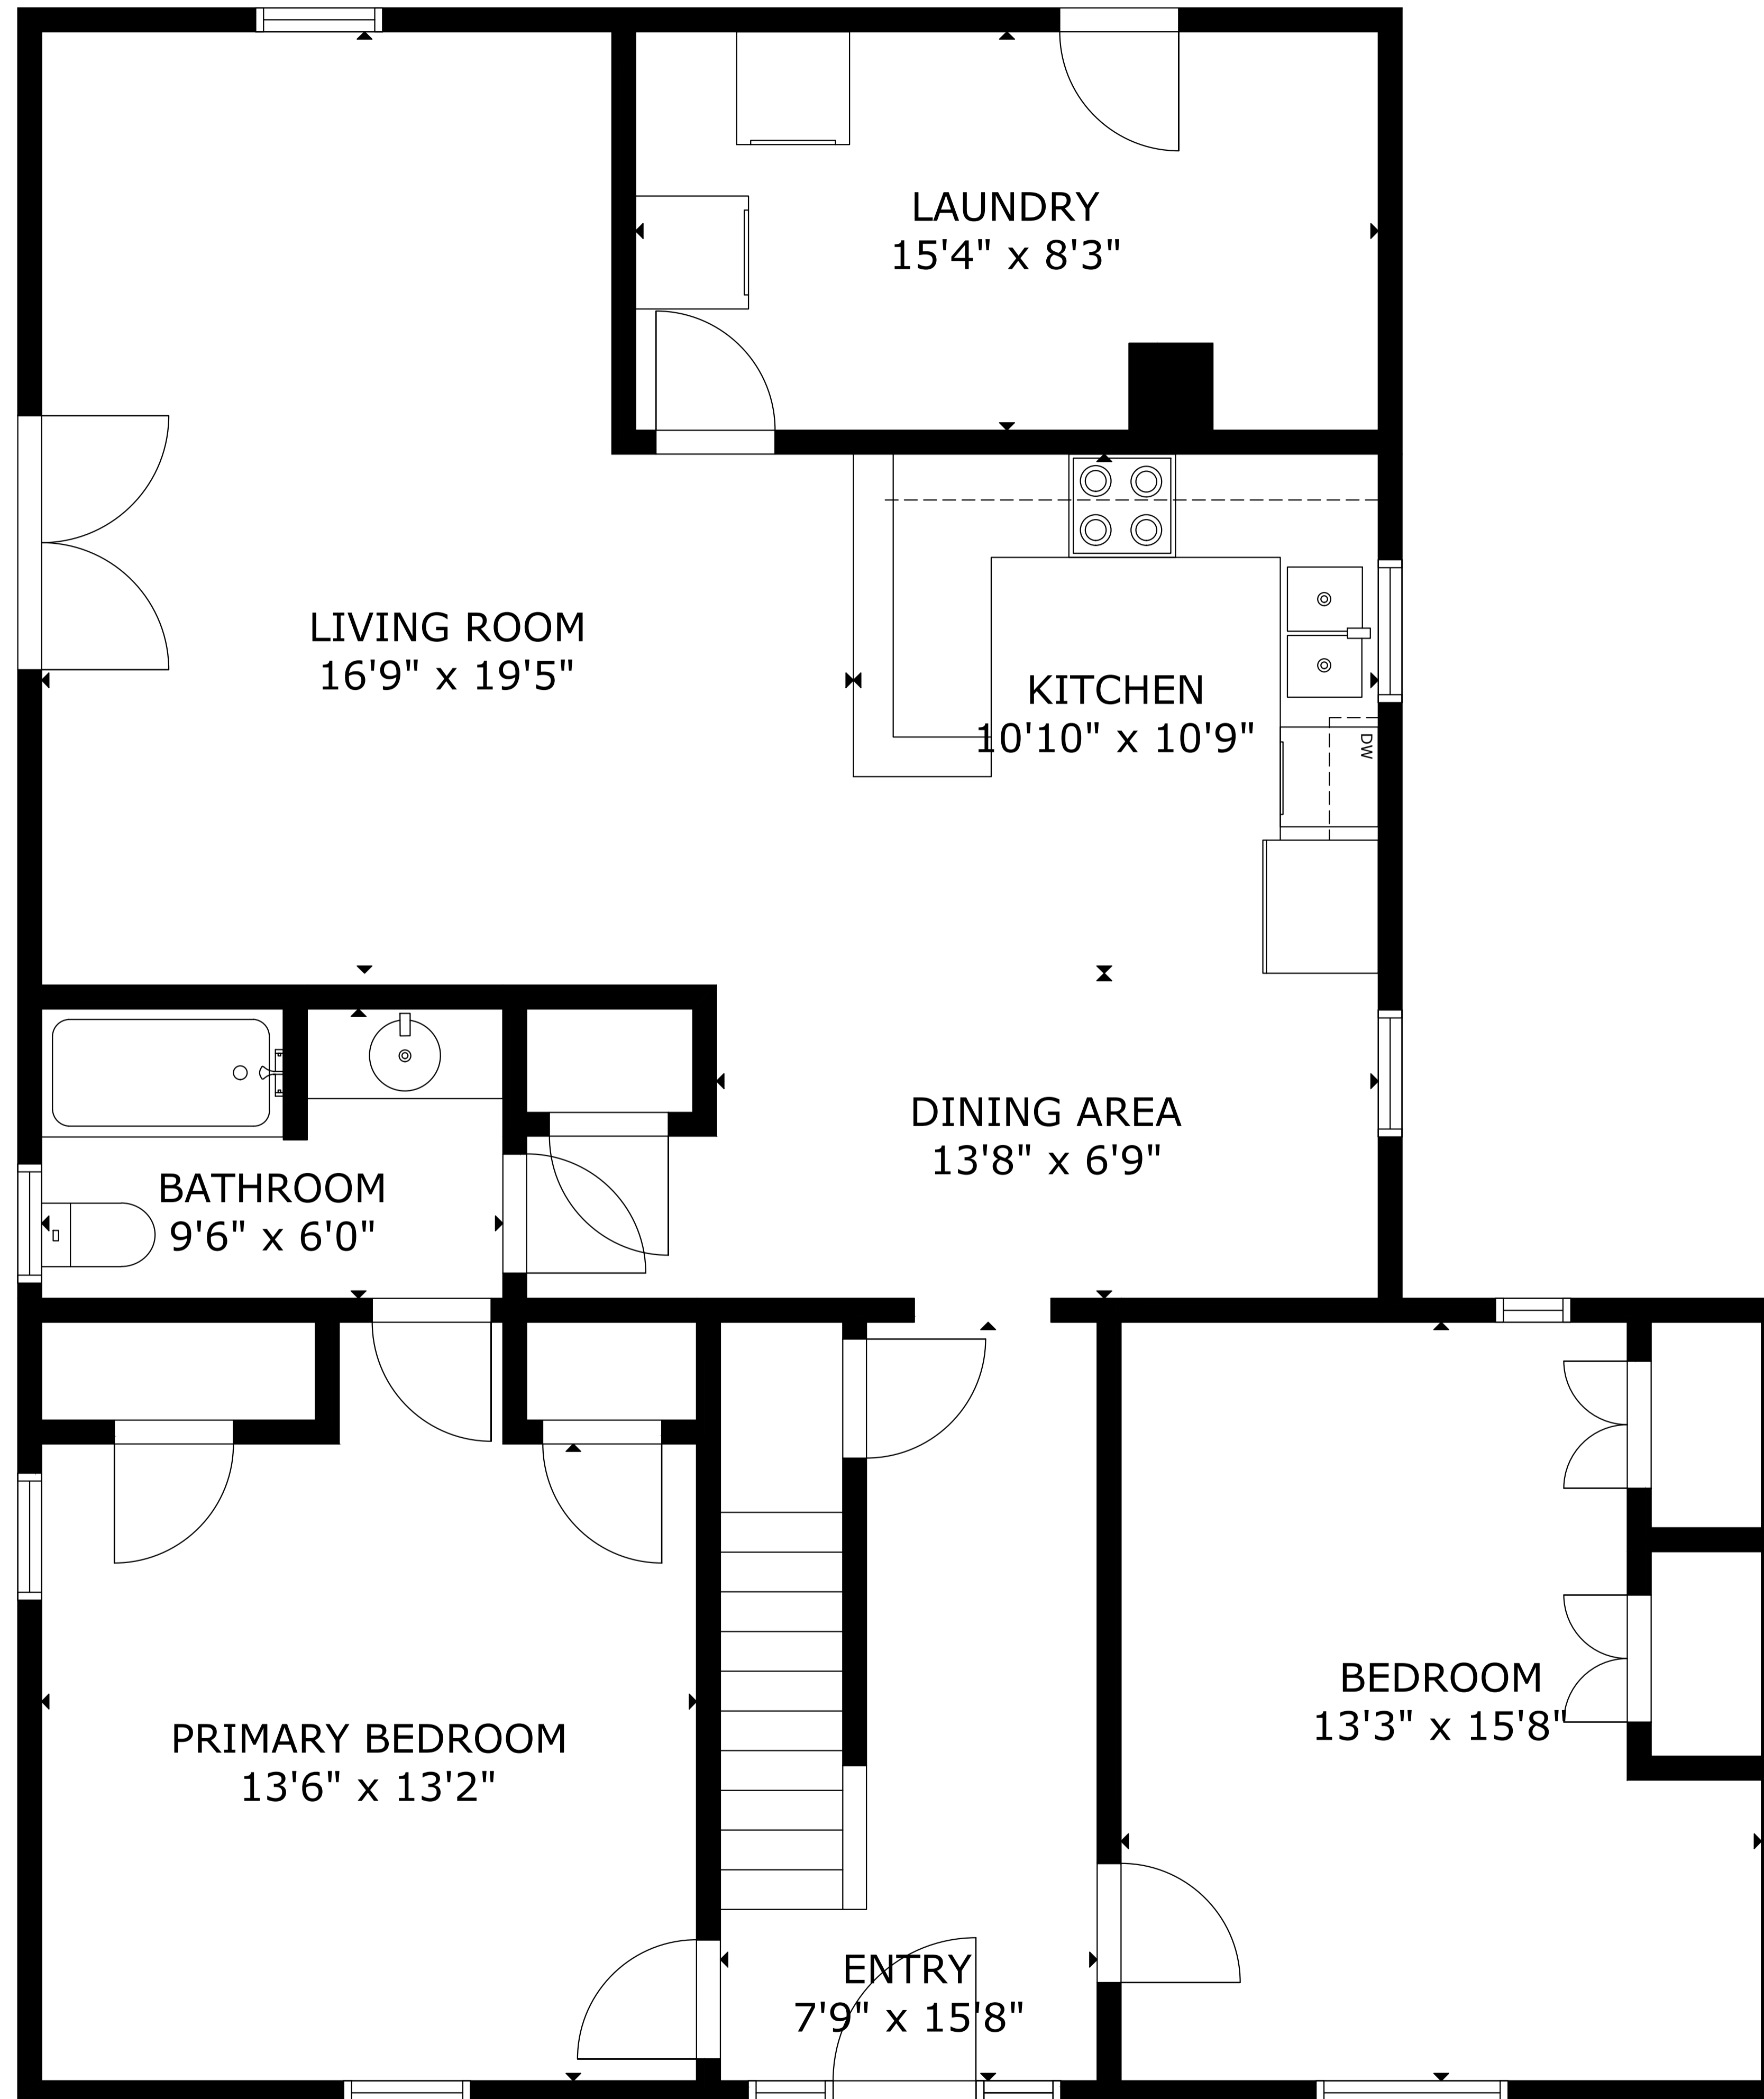 LAUNDRY
15'4" x 8'3"
LIVING ROOM
16'9" x 19'5"
KITCHEN
10'10" x 10'9"
DW
DINING AREA
13'8" x 6'9"
BATHROOM
9'6" x 6'0"
BEDROOM
13'3" x 15'8"
PRIMARY BEDROOM
13'6" x 13'2"
ENTRY
7'9" x 15'8"